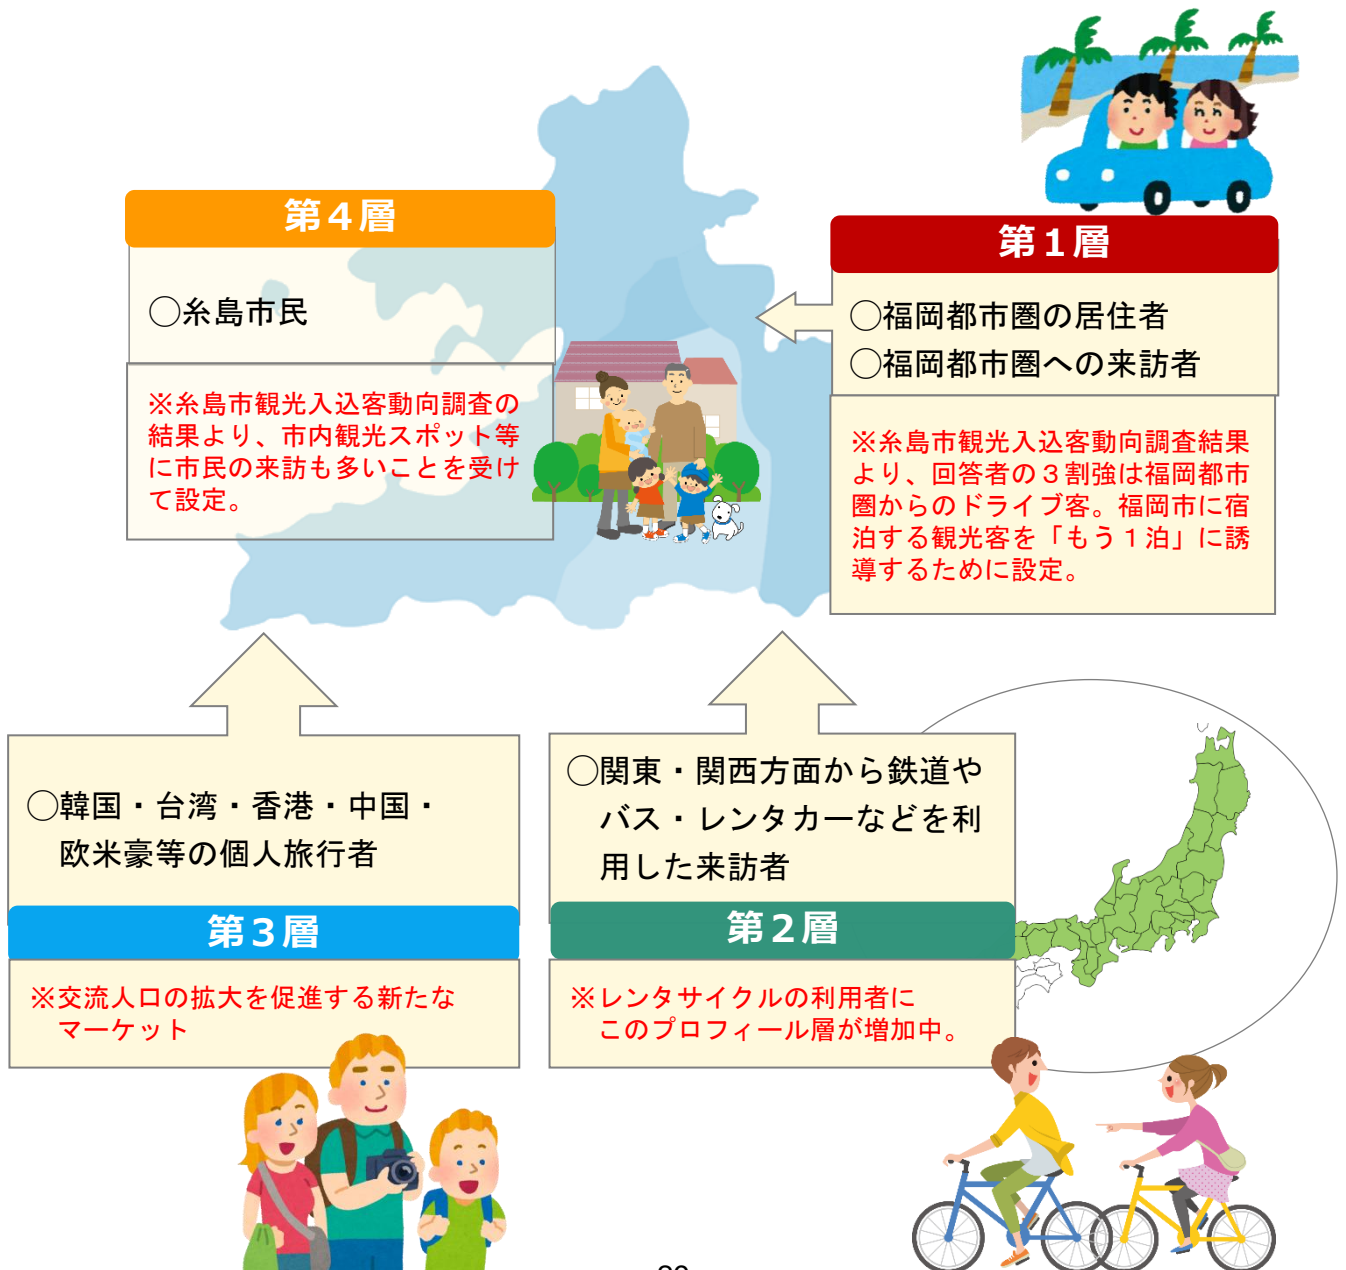 第４層
○糸島市民
※糸島市観光入込客動向調査の
結果より、市内観光スポット等
に市民の来訪も多いことを受け
て設定。
第１層
○福岡都市圏の居住者
○福岡都市圏への来訪者
※糸島市観光入込客動向調査結果
より、回答者の３割強は福岡都市
圏からのドライブ客。福岡市に宿
泊する観光客を「もう１泊」に誘
導するために設定。
○韓国・台湾・香港・中国・
欧米豪等の個人旅行者
第３層
※交流人口の拡大を促進する新たな
マーケット
○関東・関西方面から鉄道や
バス・レンタカーなどを利
用した来訪者
第２層
※レンタサイクルの利用者に
このプロフィール層が増加中。